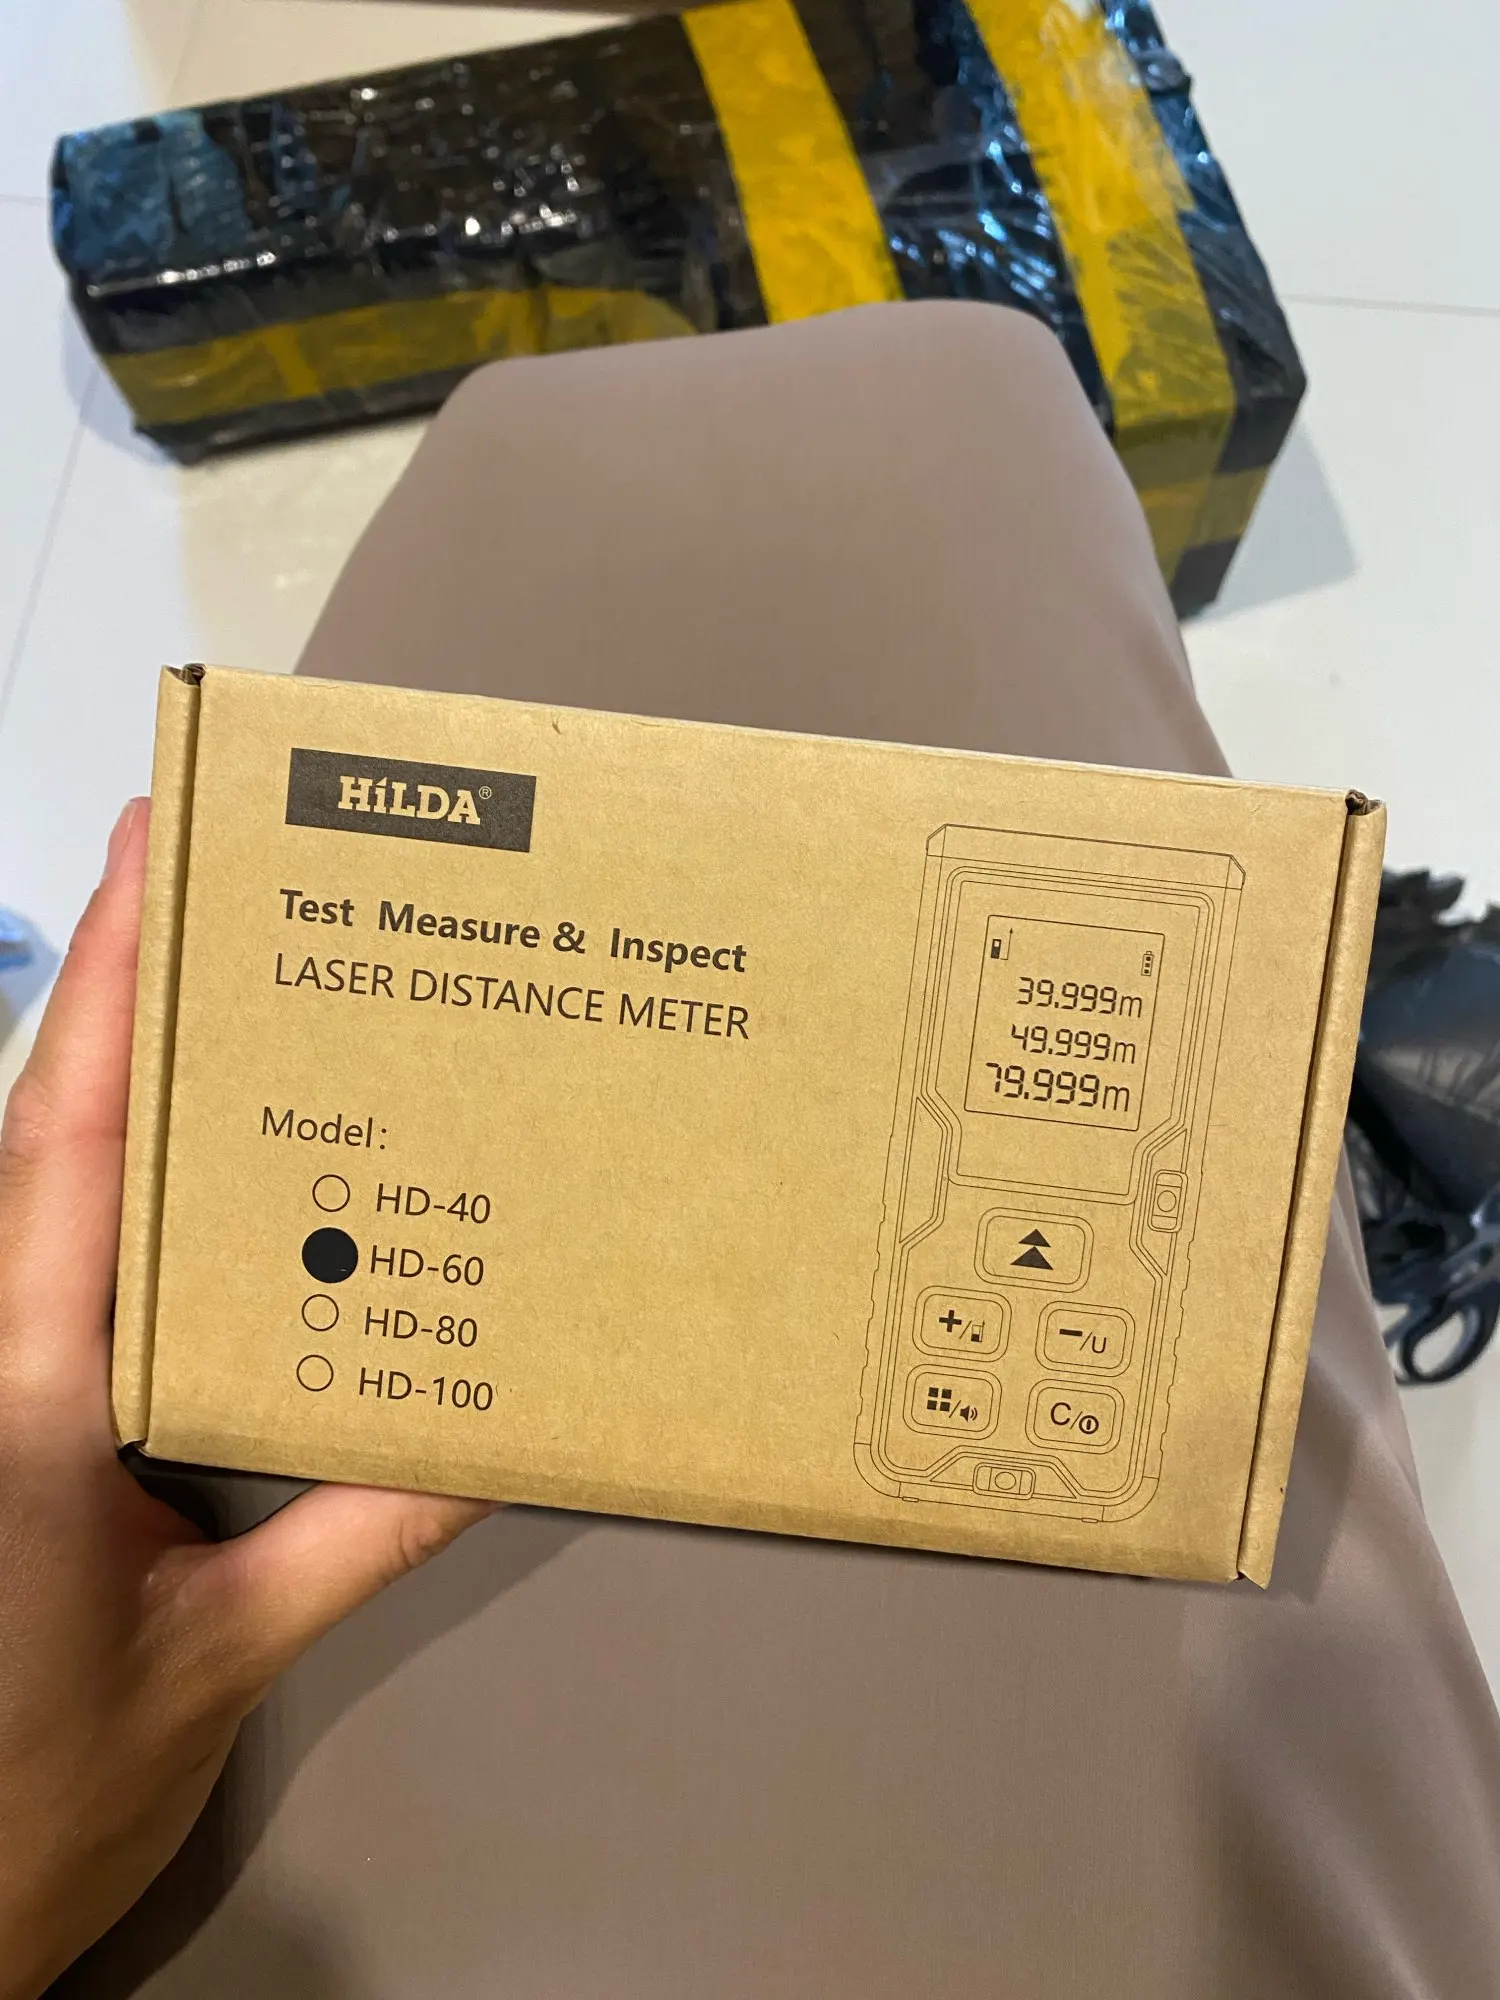 HiLDA®
Test Measure & Inspect
LASER DISTANCE METER
Model:
HD-40
HD-60
HD-80
HD-100
39.999m
49.999m
79.999m
+/
−/U
/
C/